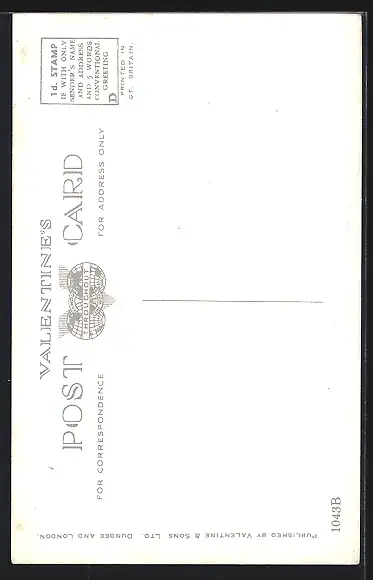 VALENTINE'S
POST CARD
THROUGHOUT
FOR CORRESPONDENCE
FOR ADDRESS ONLY
1d. STAMP
IF WITH ONLY
SENDER'S NAME
AND ADDRESS
AND 5 WORDS
CONVENTIONAL
GREETING
D
PRINTED IN
GT. BRITAIN.
PUBLISHED BY VALENTINE & SONS LTD. DUNDEE AND LONDON.
1043B